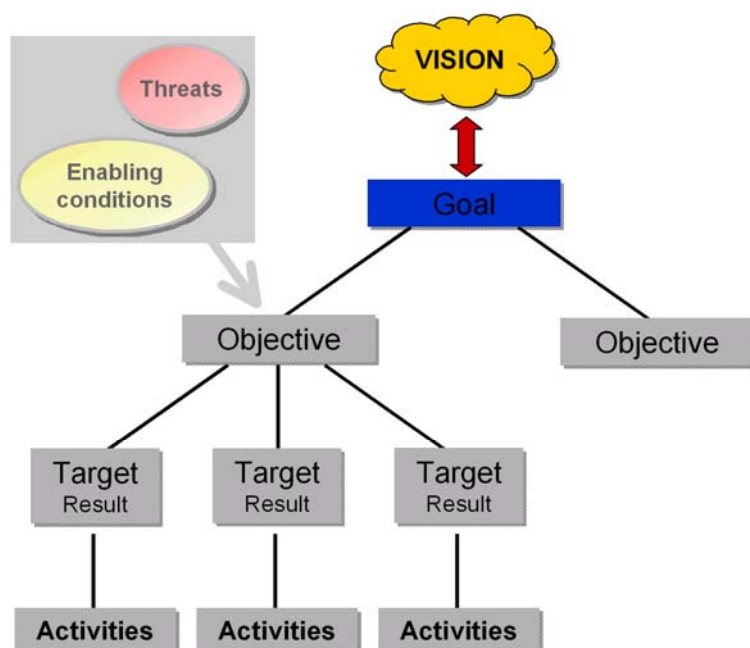 VISION
Threats
Enabling
conditions
Goal
Objective
Objective
Target
Result
Target
Result
Target
Result
Activities
Activities
Activities